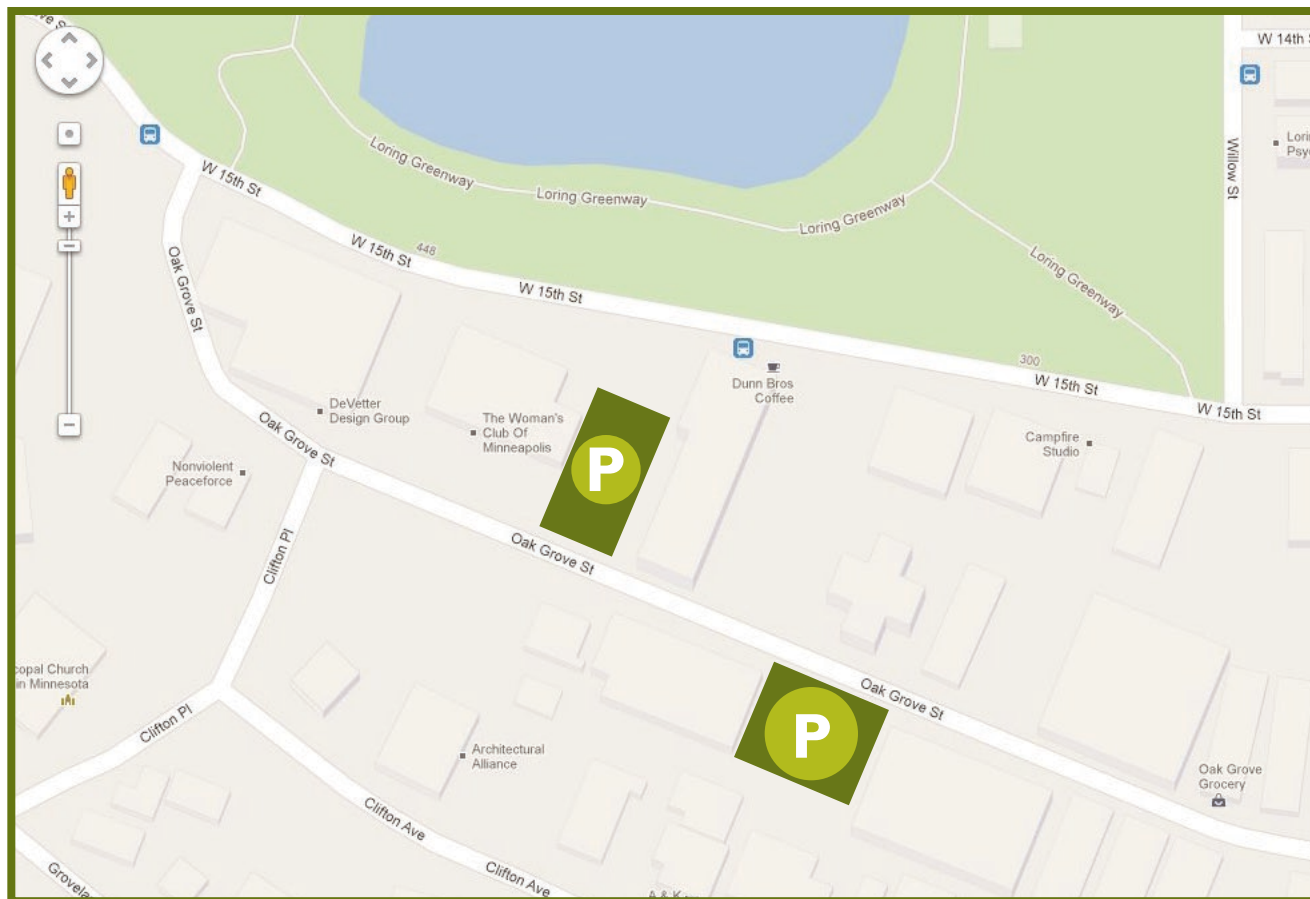 ve St
W 14th S
Willow St
Lori
Psy
Loring Greenway
Loring Greenway
Loring Greenway
Loring Greenway
W 15th St
448
W 15th St
W 15th St
300
W 15th St
W 15th St
Oak Grove St
Dunn Bros
Coffee
DeVetter
Design Group
The Woman's
Club Of
Minneapolis
Campfire
Studio
Oak Grove St
Nonviolent
Peaceforce
P
Oak Grove St
Clifton Pl
copal Church
in Minnesota
Clifton Pl
Oak Grove St
P
Architectural
Alliance
Oak Grove
Grocery
Clifton Ave
Clifton Ave
Grovela